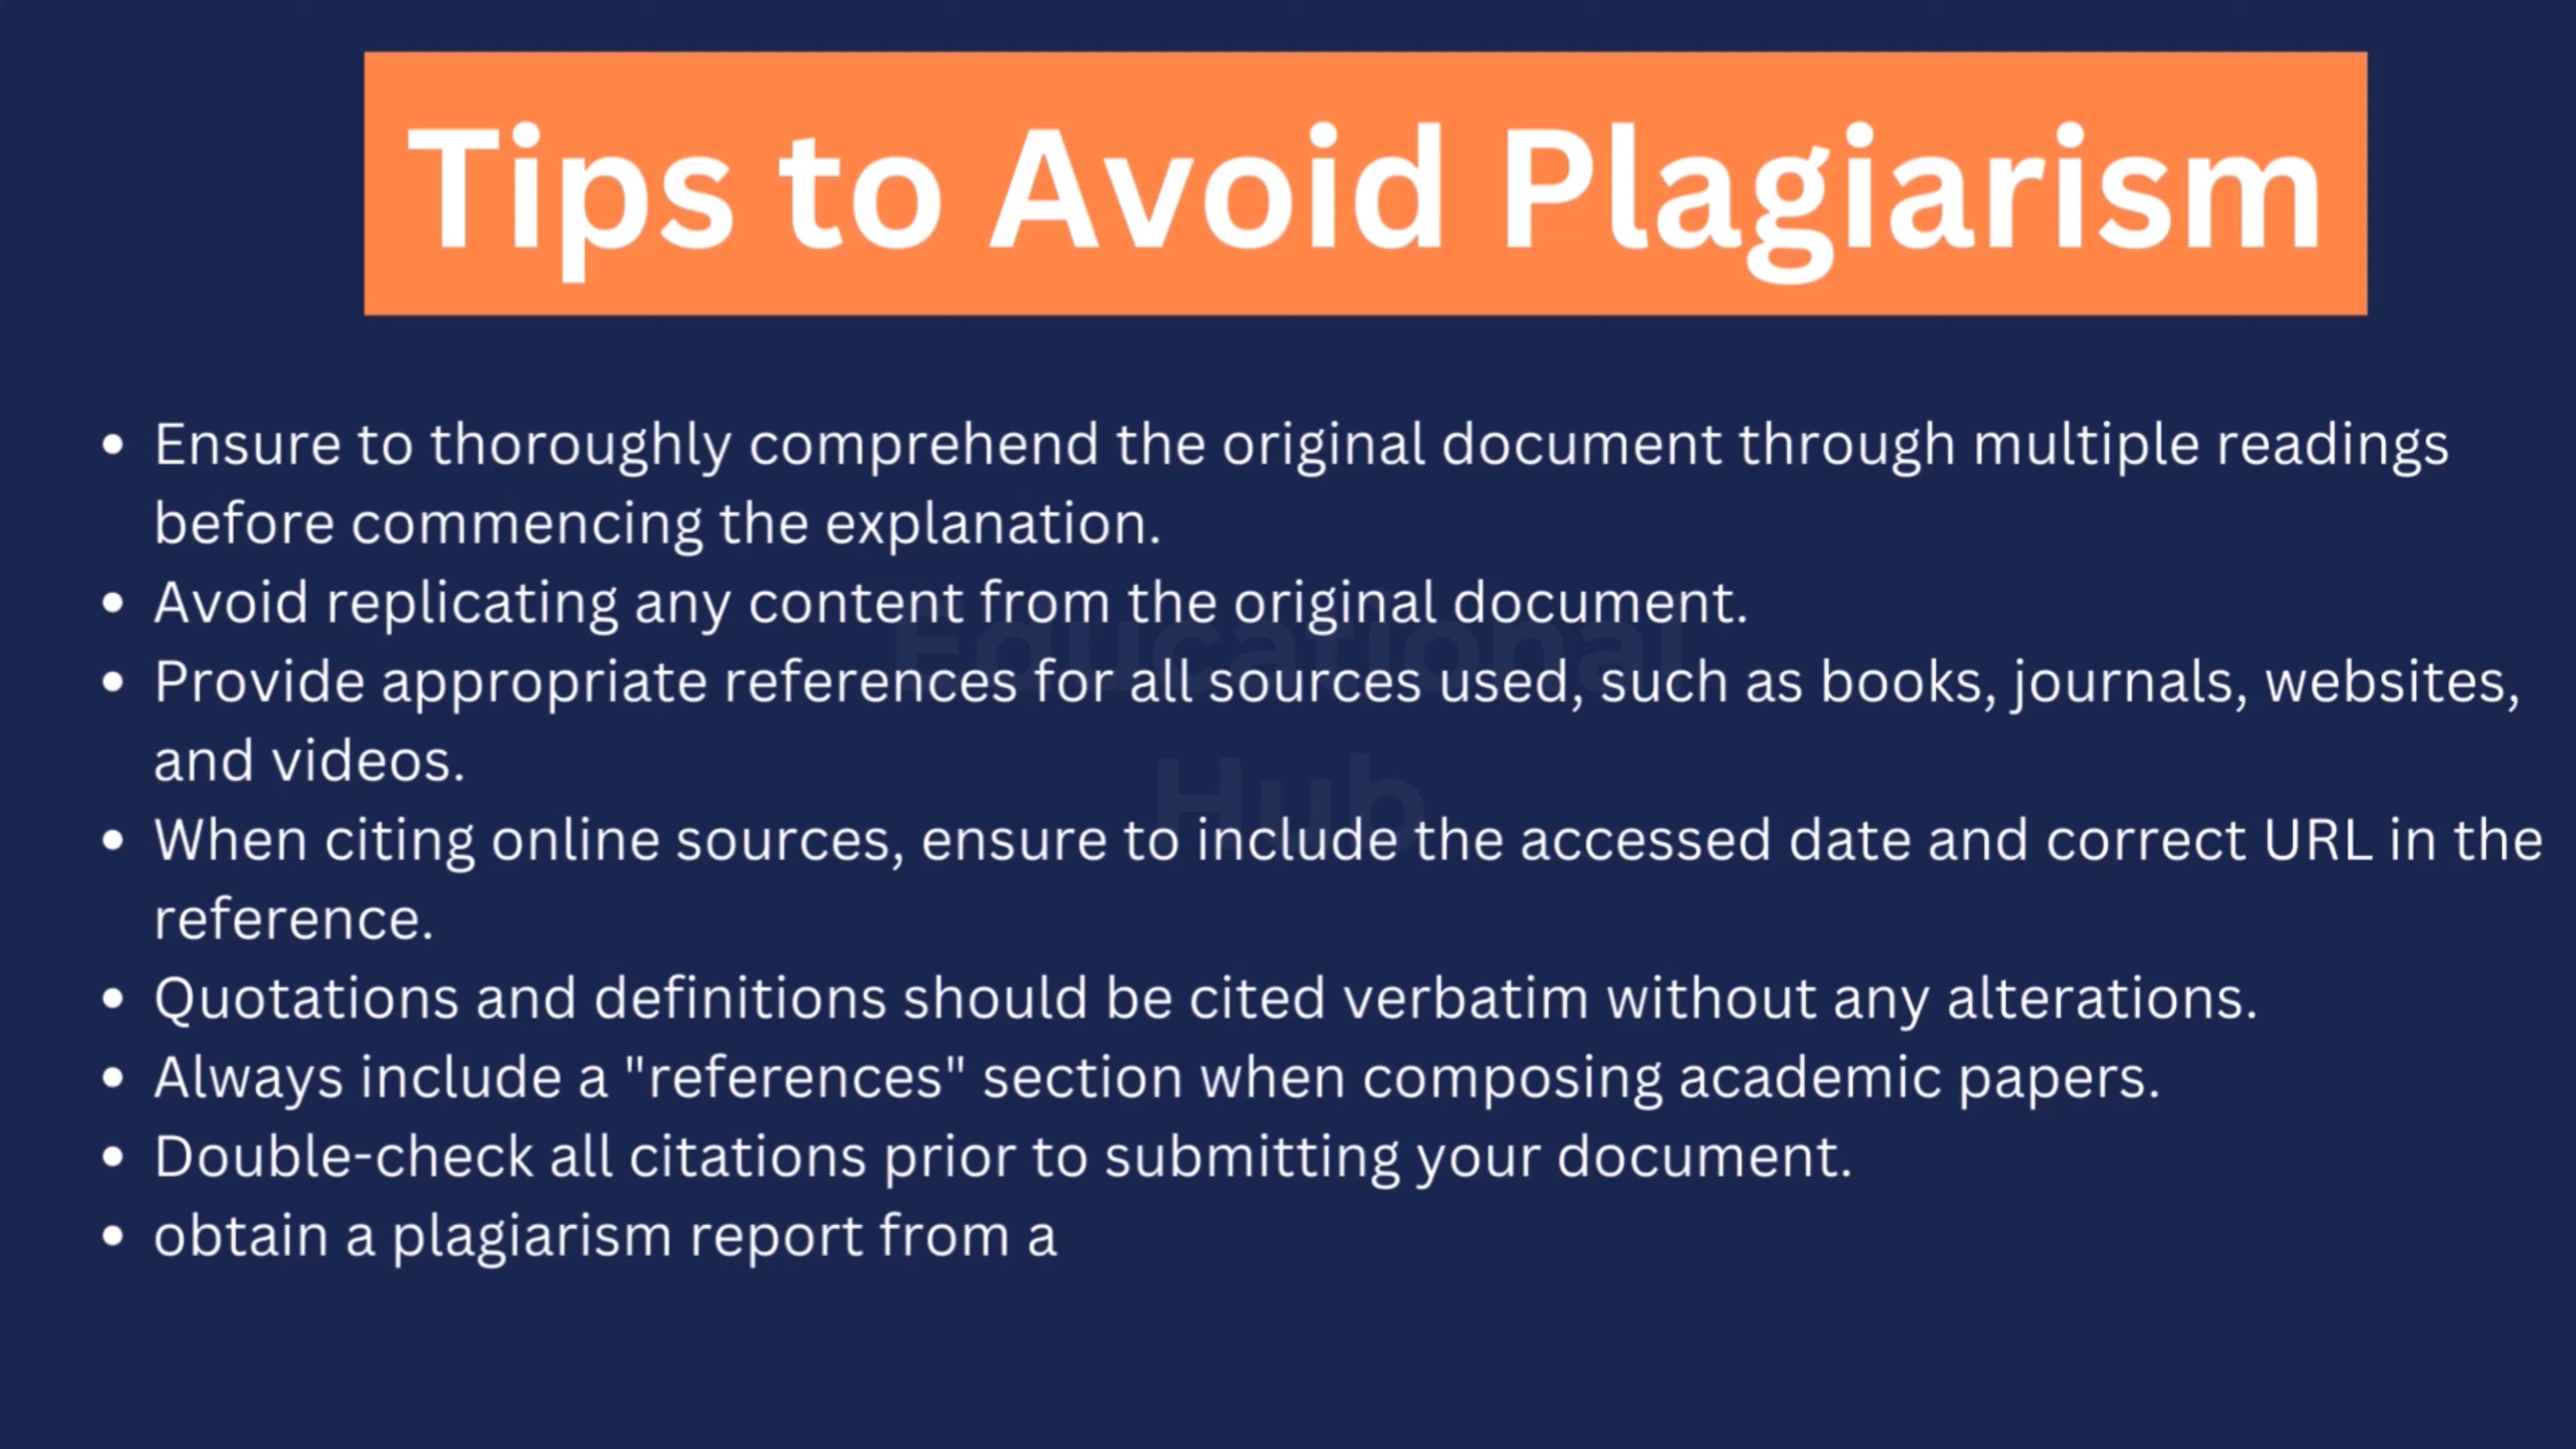 Tips to Avoid Plagiarism
• Ensure to thoroughly comprehend the original document through multiple readings
before commencing the explanation.
• Avoid replicating any content from the original document.
Educational
• Provide appropriate references for all sources used, such as books, journals, websites,
and videos.
Hub
• When citing online sources, ensure to include the accessed date and correct URL in the
reference.
• Quotations and definitions should be cited verbatim without any alterations.
• Always include a "references" section when composing academic papers.
• Double-check all citations prior to submitting your document.
• obtain a plagiarism report from a